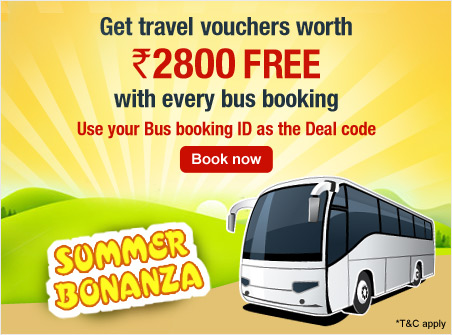 Get travel vouchers worth
₹2800 FREE
with every bus booking
Use your Bus booking ID as the Deal code
Book now
SUMMER
BONANZA
*T&C apply